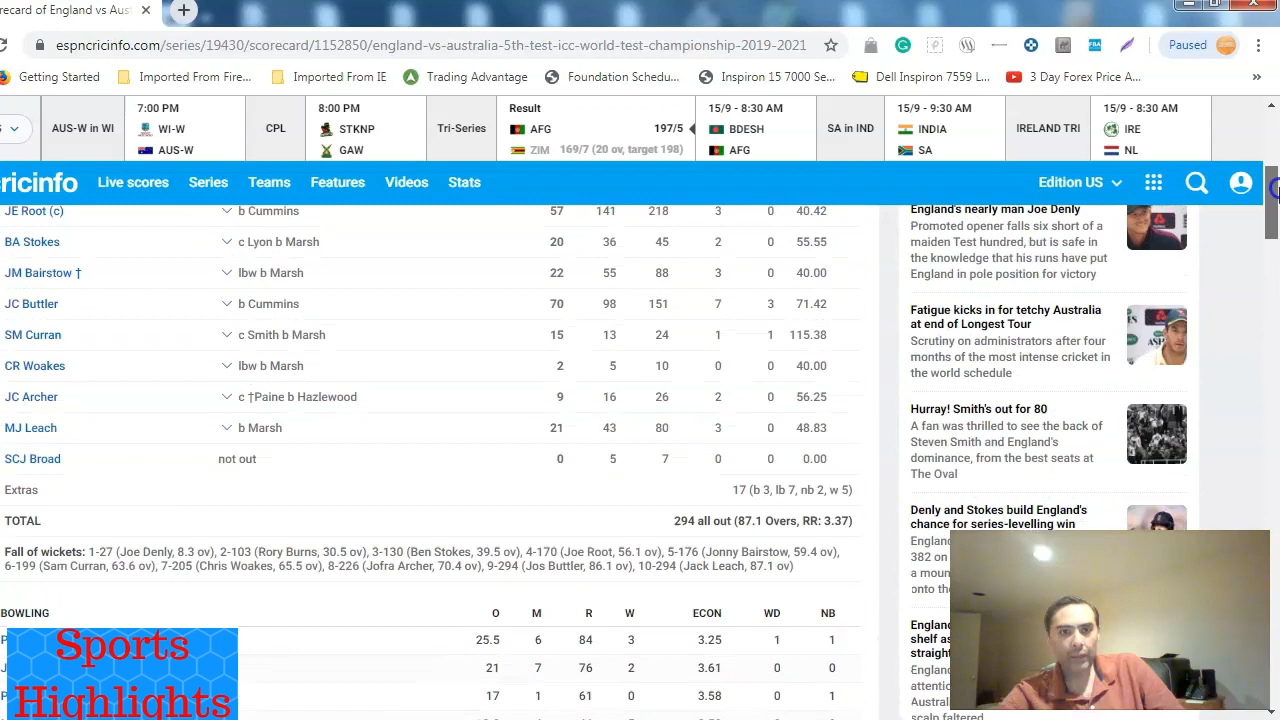 recard of England vs Aus
espncricinfo.com/series/19430/scorecard/115281
england-vs-australia-5th-test-icc-world-test-championship-2019-2021
Paused
Getting Started
Imported From Fire...
Imported From IE
Trading Advantage
Foundation Schedu...
Inspiron 15 7000 Se...
Dell Inspiron 7559 L...
3 Day Forex Price A...
»
AUS-W in WI
7:00 PM
WI-W
AUS-W
CPL
8:00 PM
STKNP
GAW
Tri-Series
Result
AFG 197/5
ZIM 169/7 (20 ov, target 198)
15/9 - 8:30 AM
BDESH
AFG
SA in IND
15/9 - 9:30 AM
INDIA
SA
IRELAND TRI
15/9 - 8:30 AM
IRE
NL
ricinfo Live scores Series Teams Features Videos Stats Edition US
JE Root (c) b Cummins 57 141 218 3 0 40.42
BA Stokes c Lyon b Marsh 20 36 45 2 0 55.55
JM Bairstow † lbw b Marsh 22 55 88 3 0 40.00
JC Buttler b Cummins 70 98 151 7 3 71.42
SM Curran c Smith b Marsh 15 13 24 1 1 115.38
CR Woakes lbw b Marsh 2 5 10 0 0 40.00
JC Archer c †Paine b Hazlewood 9 16 26 2 0 56.25
MJ Leach b Marsh 21 43 80 3 0 48.83
SCJ Broad not out 0 5 7 0 0 0.00
Extras 17 (b 3, lb 7, nb 2, w 5)
TOTAL 294 all out (87.1 Overs, RR: 3.37)
Fall of wickets: 1-27 (Joe Denly, 8.3 ov), 2-103 (Rory Burns, 30.5 ov), 3-130 (Ben Stokes, 39.5 ov), 4-170 (Joe Root, 56.1 ov), 5-176 (Jonny Bairstow, 59.4 ov),
6-199 (Sam Curran, 63.6 ov), 7-205 (Chris Woakes, 65.5 ov), 8-226 (Jofra Archer, 70.4 ov), 9-294 (Jos Buttler, 86.1 ov), 10-294 (Jack Leach, 87.1 ov)
BOWLING O M R W ECON WD NB
P 25.5 6 84 3 3.25 1 1
J 21 7 76 2 3.61 0 0
P 17 1 61 0 3.58 0 1
England's nearly man Joe Denly
Promoted opener falls six short of a
maiden Test hundred, but is safe in
the knowledge that his runs have put
England in pole position for victory
Fatigue kicks in for tetchy Australia
at end of Longest Tour
Scrutiny on administrators after four
months of the most intense cricket in
the world schedule
Hurray! Smith's out for 80
A fan was thrilled to see the back of
Steven Smith and England's
dominance, from the best seats at
The Oval
Denly and Stokes build England's
chance for series-levelling win
Englan
382 on
a moun
onto the
Englan
shelf as
straight
England
attentio
Austral
scalp faltered
Sports
Highlights